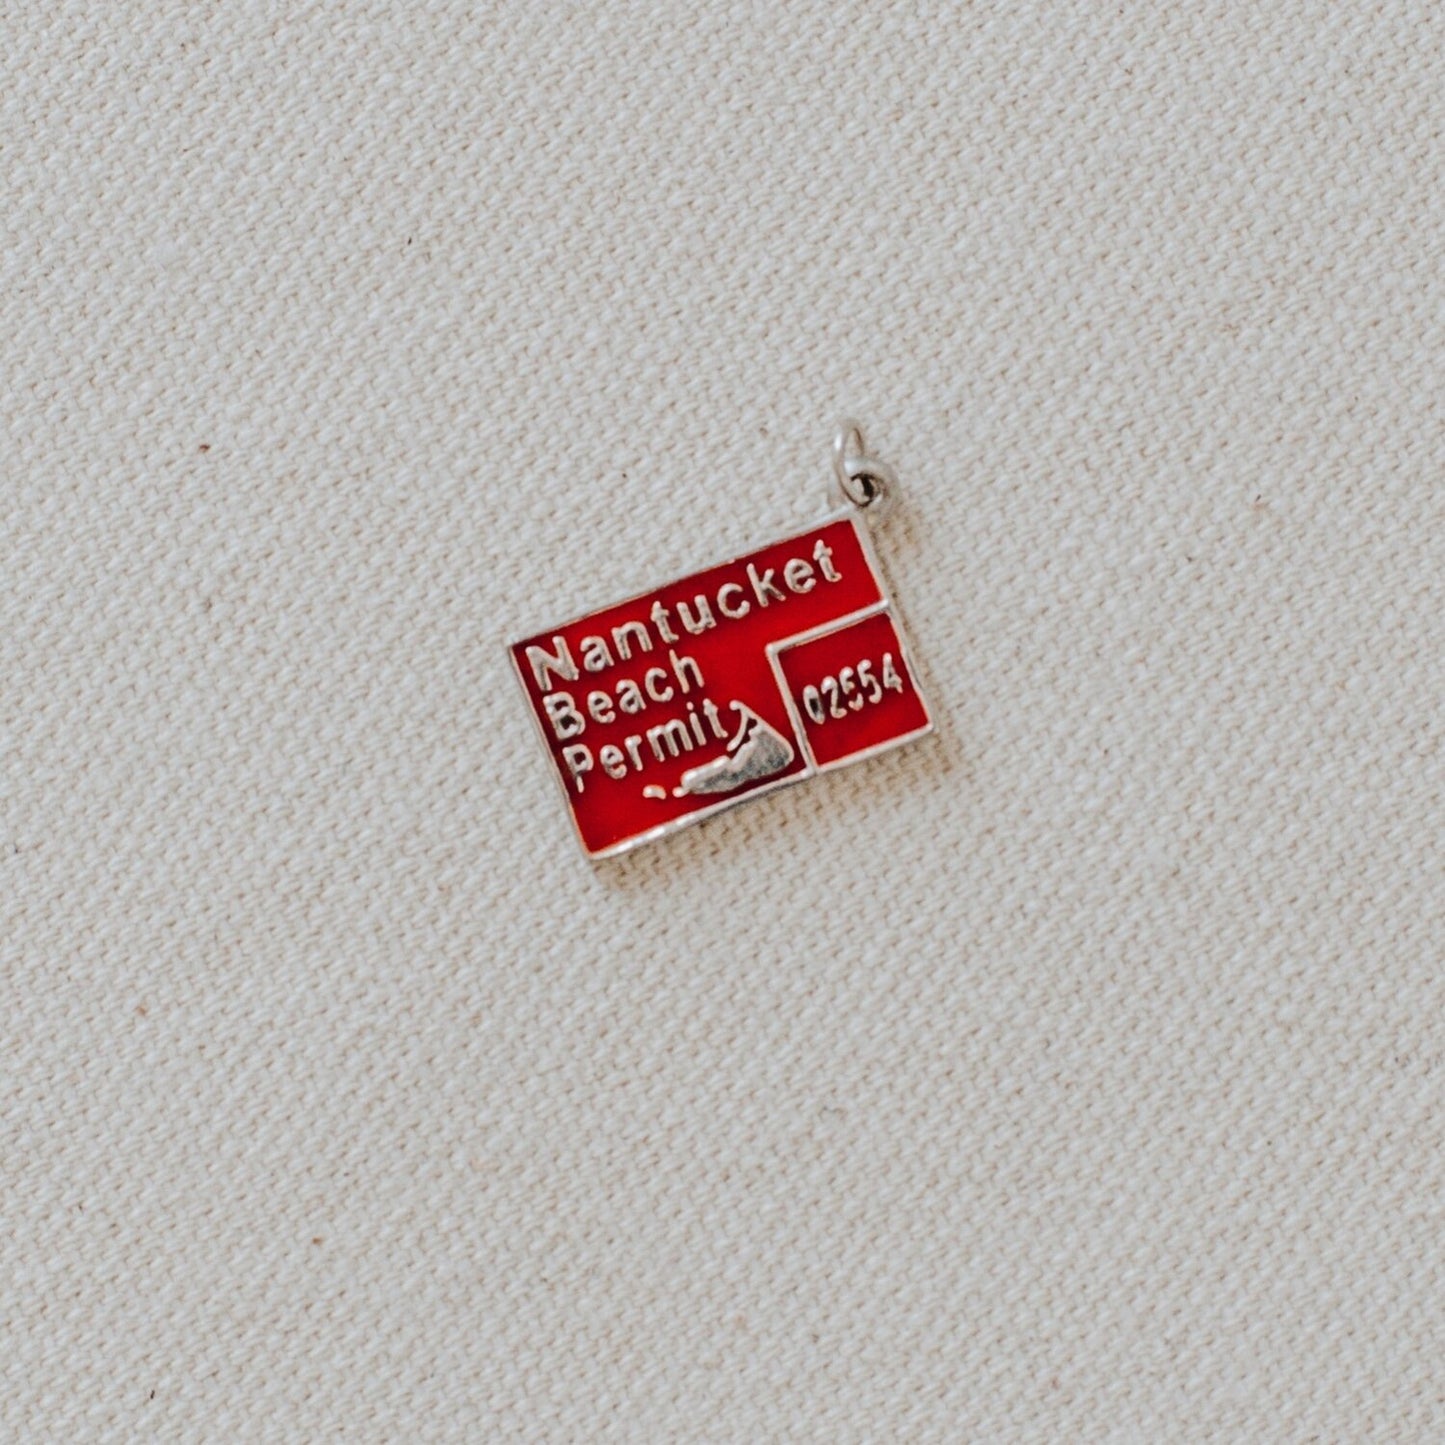 Nantucket
Beach
Permit
02554